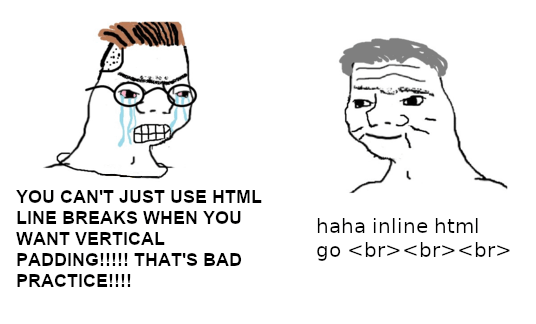 YOU CAN'T JUST USE HTML
LINE BREAKS WHEN YOU
WANT VERTICAL
PADDING!!!!! THAT'S BAD
PRACTICE!!!!
haha inline html
go <br><br><br>